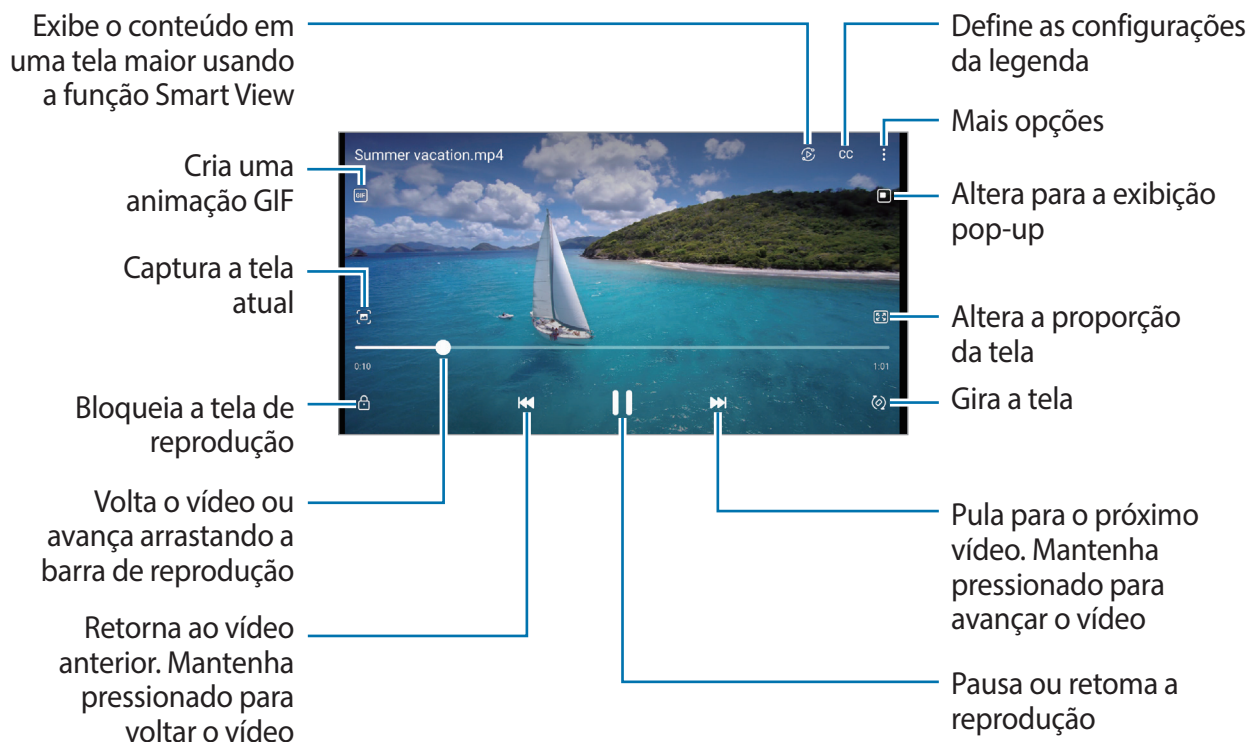 Exibe o conteúdo em
uma tela maior usando
a função Smart View
Cria uma
animação GIF
Captura a tela
atual
Bloqueia a tela de
reprodução
Volta o vídeo ou
avança arrastando a
barra de reprodução
Retorna ao vídeo
anterior. Mantenha
pressionado para
voltar o vídeo
Summer vacation.mp4
CC
GIF
0:10
1:01
Define as configurações
da legenda
Mais opções
Altera para a exibição
pop-up
Altera a proporção
da tela
Gira a tela
Pula para o próximo
vídeo. Mantenha
pressionado para
avançar o vídeo
Pausa ou retoma a
reprodução